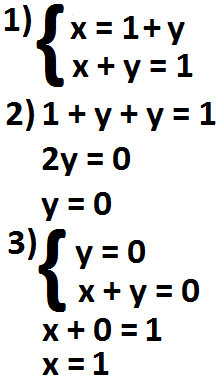 1) { x = 1 + y
x + y = 1
2) 1 + y + y = 1
2y = 0
y = 0
3) { y = 0
x + y = 0
x + 0 = 1
x = 1